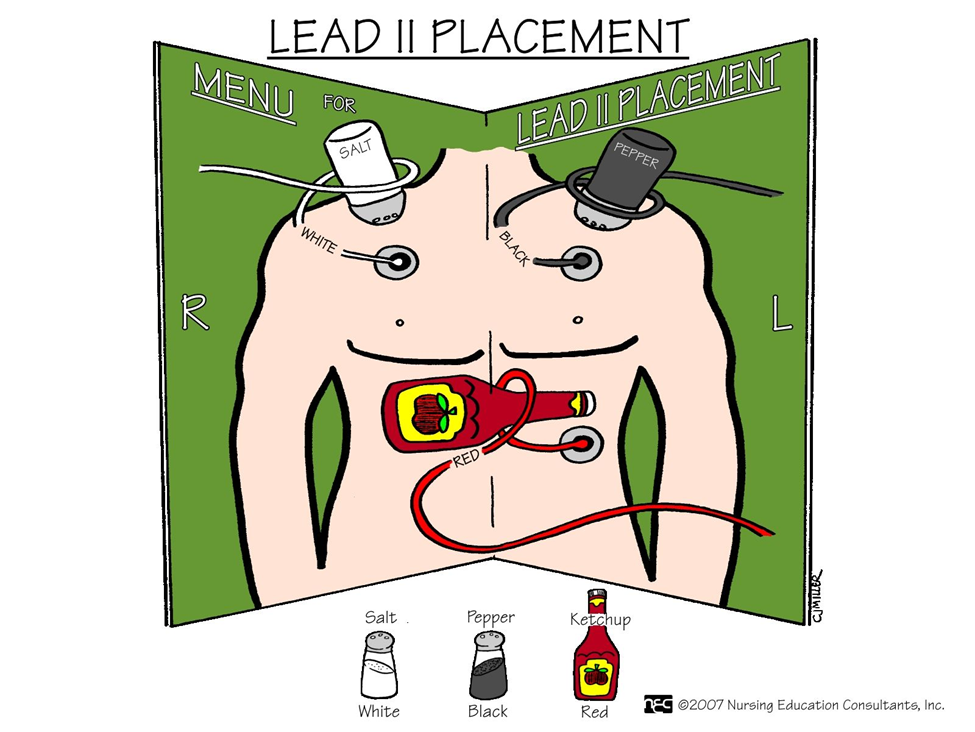 LEAD II PLACEMENT
MENU FOR
LEAD II PLACEMENT
SALT
PEPPER
WHITE
BLACK
R
L
RED
CJMILLER
Salt .
Pepper
Ketchup
White
Black
Red
nec ©2007 Nursing Education Consultants, Inc.